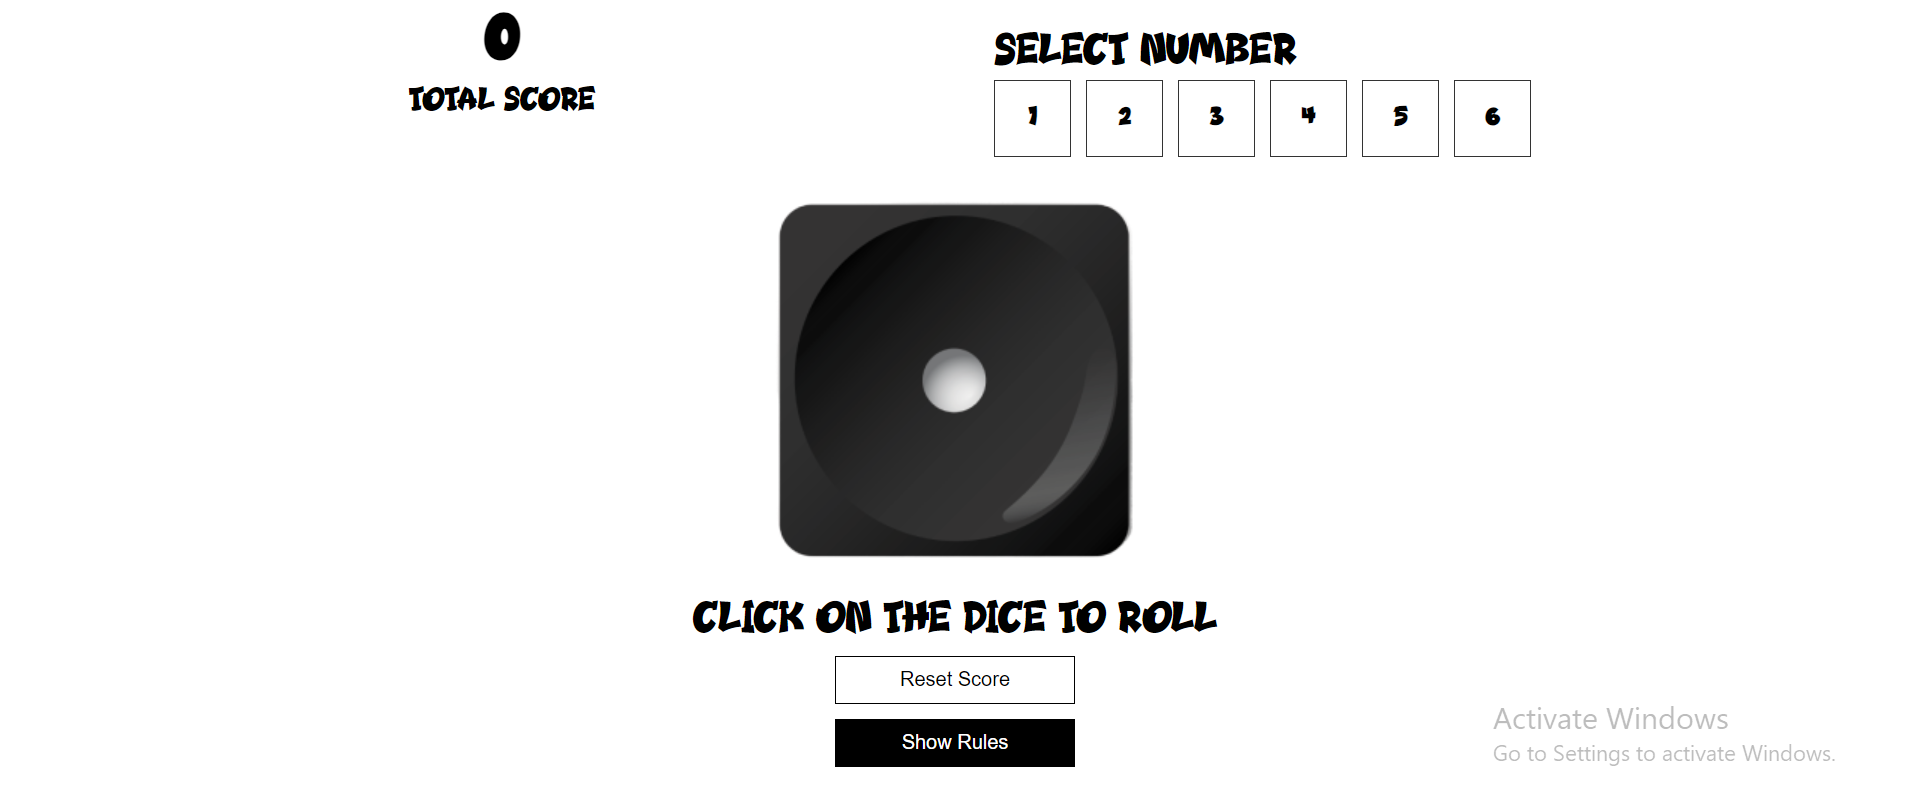 0
TOTAL SCORE
SELECT NUMBER
1 2 3 4 5 6
CLICK ON THE DICE TO ROLL
Reset Score
Show Rules
Activate Windows
Go to Settings to activate Windows.